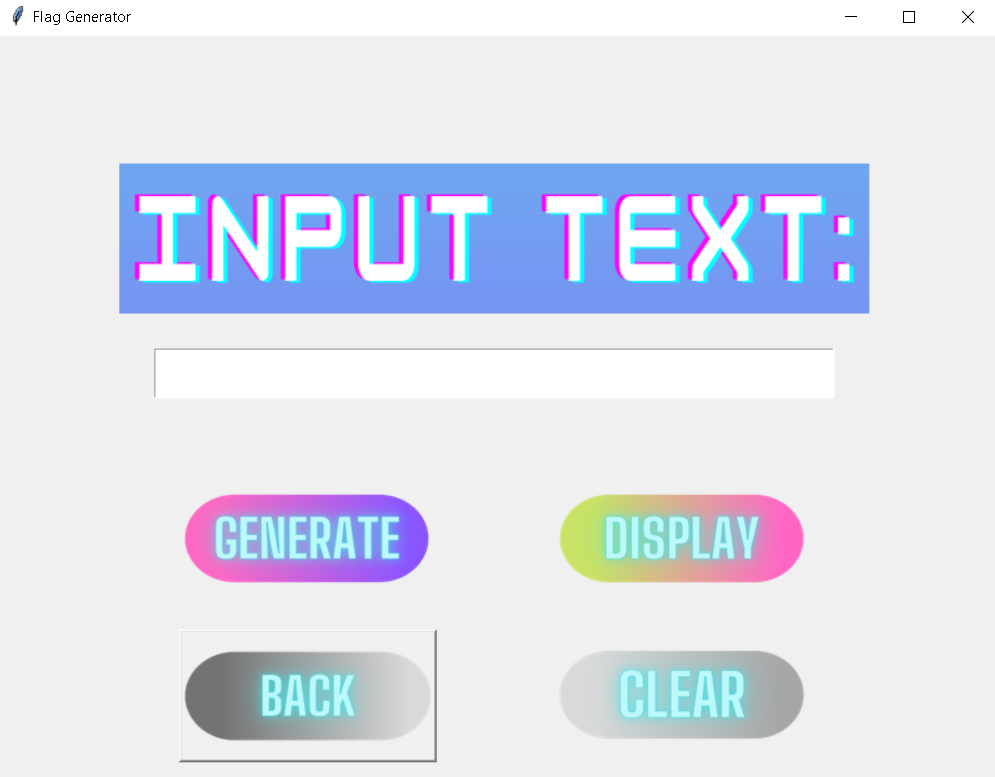 Flag Generator
INPUT TEXT:
GENERATE
DISPLAY
BACK
CLEAR